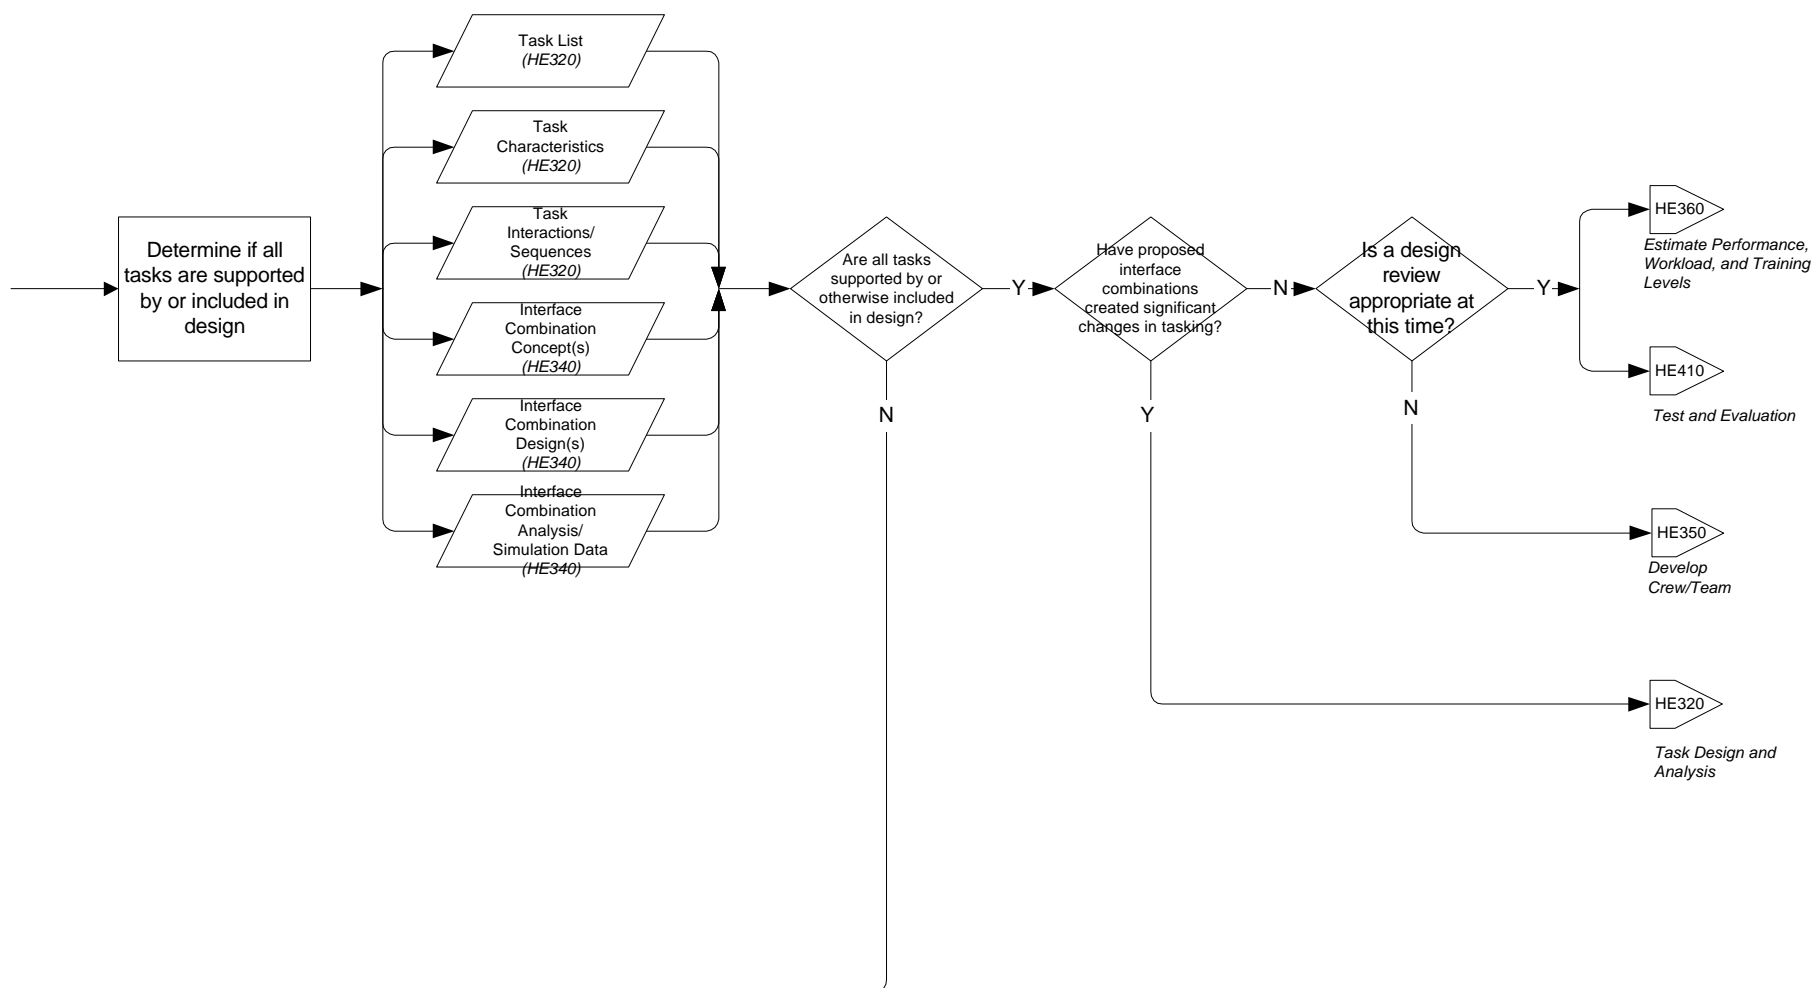 Task List
(HE320)
Task
Characteristics
(HE320)
Task
Interactions/
Sequences
(HE320)
Interface
Combination
Concept(s)
(HE340)
Interface
Combination
Design(s)
(HE340)
Interface
Combination
Analysis/
Simulation Data
(HE340)
Determine if all
tasks are supported
by or included in
design
Are all tasks
supported by or
otherwise included
in design?
Y
N
Have proposed
interface
combinations
created significant
changes in tasking?
N
Y
Is a design
review
appropriate at
this time?
Y
N
HE360
Estimate Performance,
Workload, and Training
Levels
HE410
Test and Evaluation
HE350
Develop
Crew/Team
HE320
Task Design and
Analysis